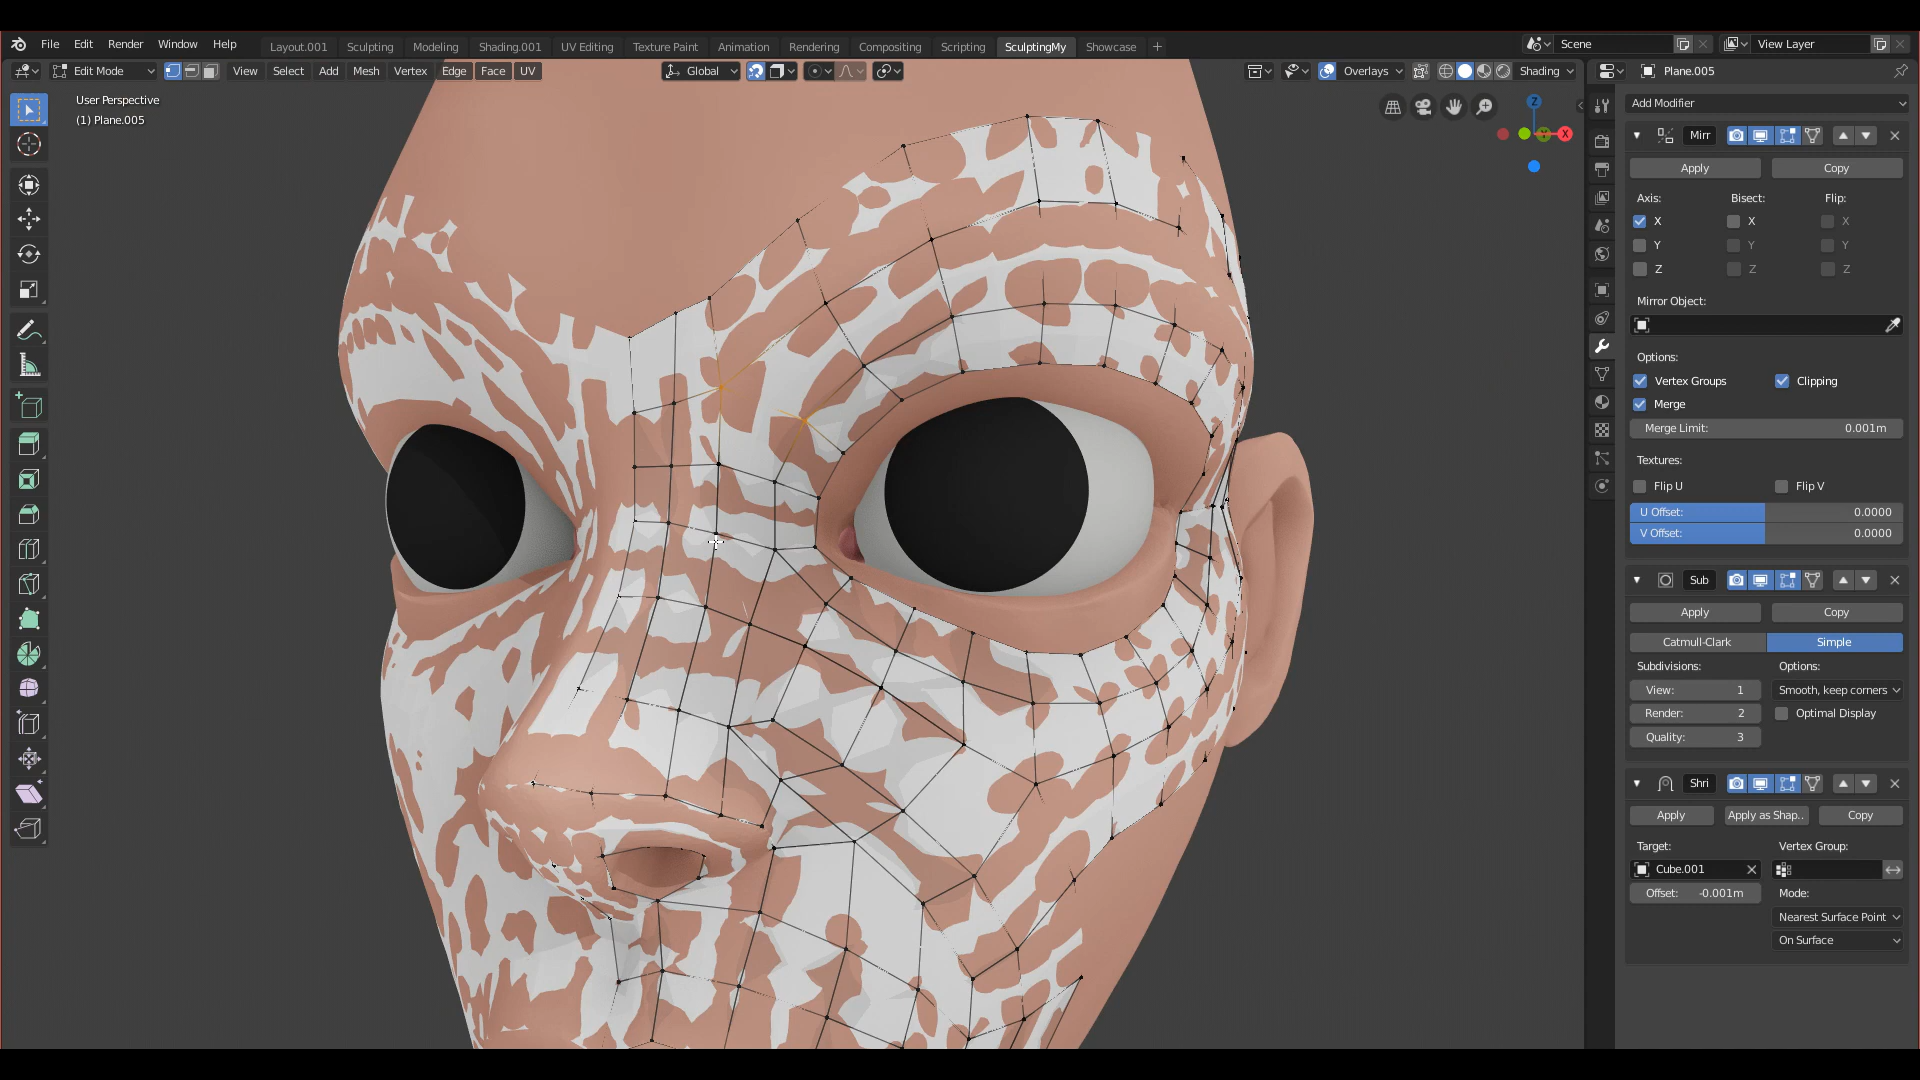 File Edit Render Window Help Layout.001 Sculpting Modeling Shading.001 UV Editing Texture Paint Animation Rendering Compositing Scripting SculptingMy Showcase + Scene View Layer
Edit Mode View Select Add Mesh Vertex Edge Face UV Global Overlays Shading Plane.005
User Perspective
(1) Plane.005
Z
X
Add Modifier
Mirr
Apply Copy
Axis: Bisect: Flip:
X X X
Y Y Y
Z Z Z
Mirror Object:
Options:
Vertex Groups Clipping
Merge
Merge Limit: 0.001m
Textures:
Flip U Flip V
U Offset: 0.0000
V Offset: 0.0000
Sub
Apply Copy
Catmull-Clark Simple
Subdivisions: Options:
View: 1 Smooth, keep corners
Render: 2 Optimal Display
Quality: 3
Shri
Apply Apply as Shap.. Copy
Target: Vertex Group:
Cube.001
Offset: -0.001m Mode:
Nearest Surface Point
On Surface